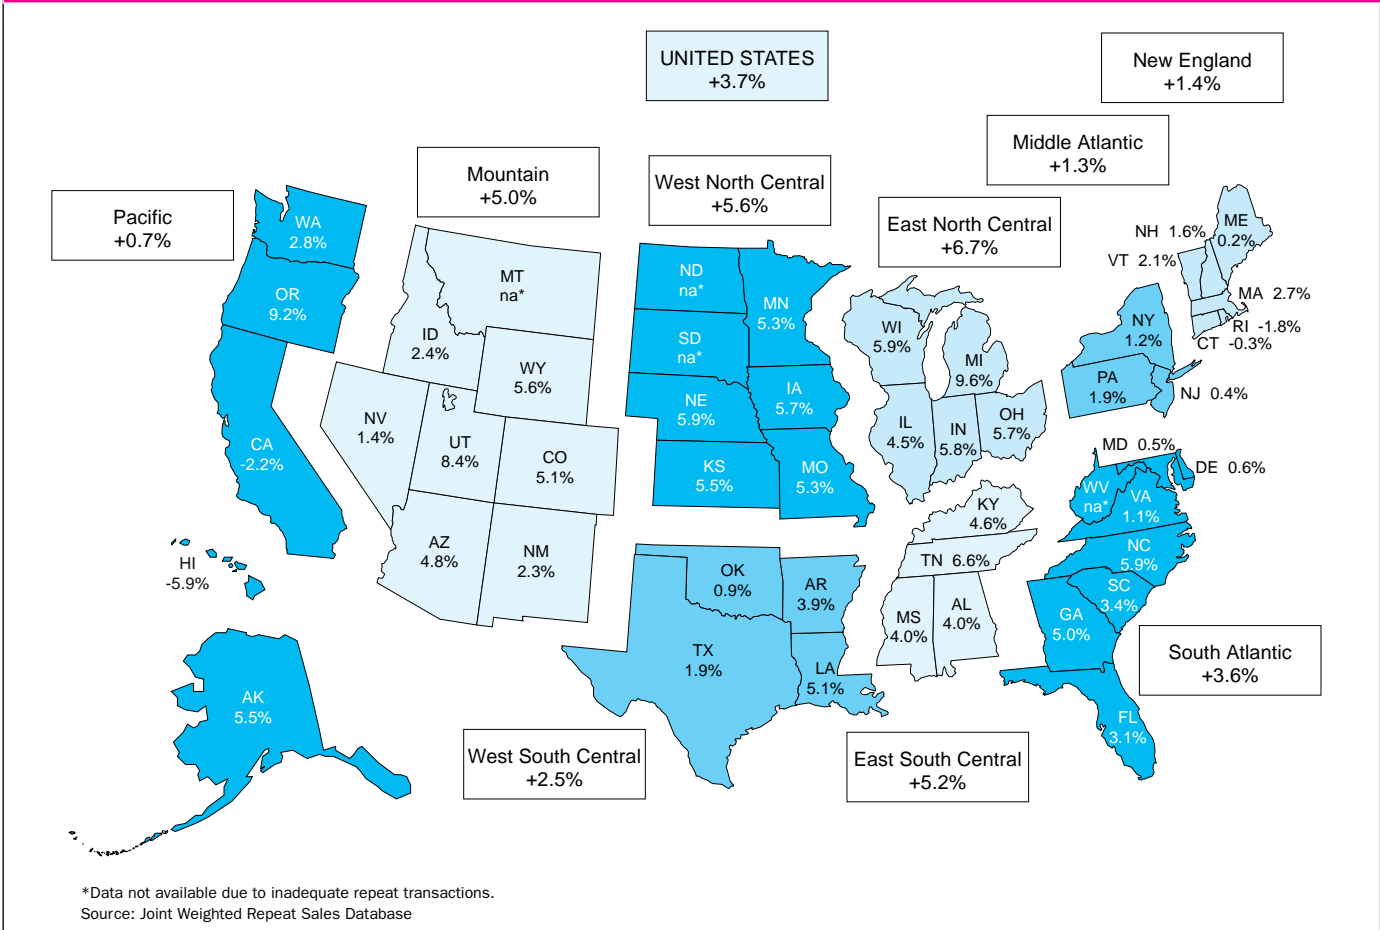 UNITED STATES
+3.7%
New England
+1.4%
Middle Atlantic
+1.3%
Mountain
+5.0%
West North Central
+5.6%
Pacific
+0.7%
East North Central
+6.7%
WA
2.8%
OR
9.2%
CA
-2.2%
HI
-5.9%
AK
5.5%
MT
na*
ID
2.4%
WY
5.6%
NV
1.4%
UT
8.4%
CO
5.1%
AZ
4.8%
NM
2.3%
ND
na*
SD
na*
NE
5.9%
KS
5.5%
MN
5.3%
IA
5.7%
MO
5.3%
WI
5.9%
MI
9.6%
IL
4.5%
IN
5.8%
OH
5.7%
ME
0.2%
NH 1.6%
VT 2.1%
MA 2.7%
RI -1.8%
CT -0.3%
NY
1.2%
PA
1.9%
NJ 0.4%
MD 0.5%
DE 0.6%
WV
na*
VA
1.1%
NC
5.9%
SC
3.4%
GA
5.0%
FL
3.1%
KY
4.6%
TN 6.6%
MS
4.0%
AL
4.0%
OK
0.9%
AR
3.9%
TX
1.9%
LA
5.1%
South Atlantic
+3.6%
West South Central
+2.5%
East South Central
+5.2%
*Data not available due to inadequate repeat transactions.
Source: Joint Weighted Repeat Sales Database